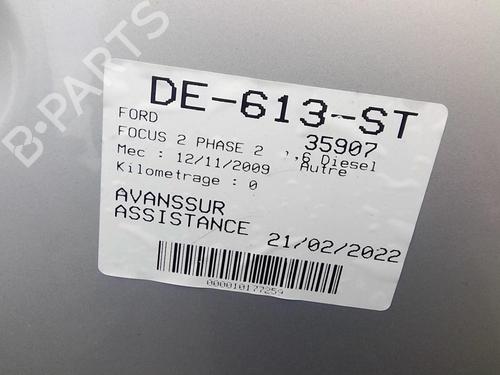 B-PARTS
DE-613-ST
FORD 35907
FOCUS 2 PHASE 2 ,,6 Diesel
Mec : 12/11/2009 Autre
Kilometrage : 0
AVANSSUR
ASSISTANCE 21/02/2022
000010177259